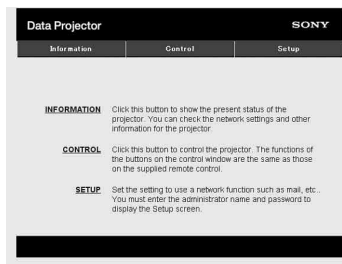 Data Projector SONY
Information Control Setup
INFORMATION Click this button to show the present status of the
projector. You can check the network settings and other
information for the projector.
CONTROL Click this button to control the projector. The functions of
the buttons on the control window are the same as those
on the supplied remote control.
SETUP Set the setting to use a network function such as mail, etc..
You must enter the administrator name and password to
display the Setup screen.